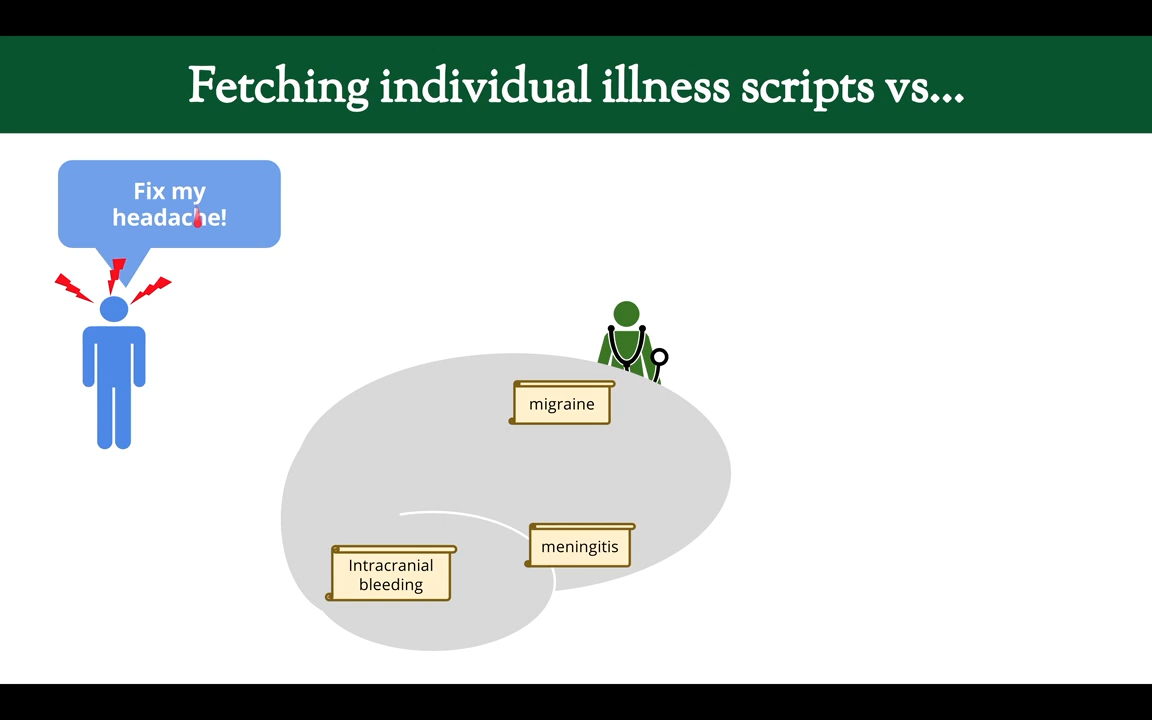 Fetching individual illness scripts vs...
Fix my
headache!
migraine
meningitis
Intracranial
bleeding